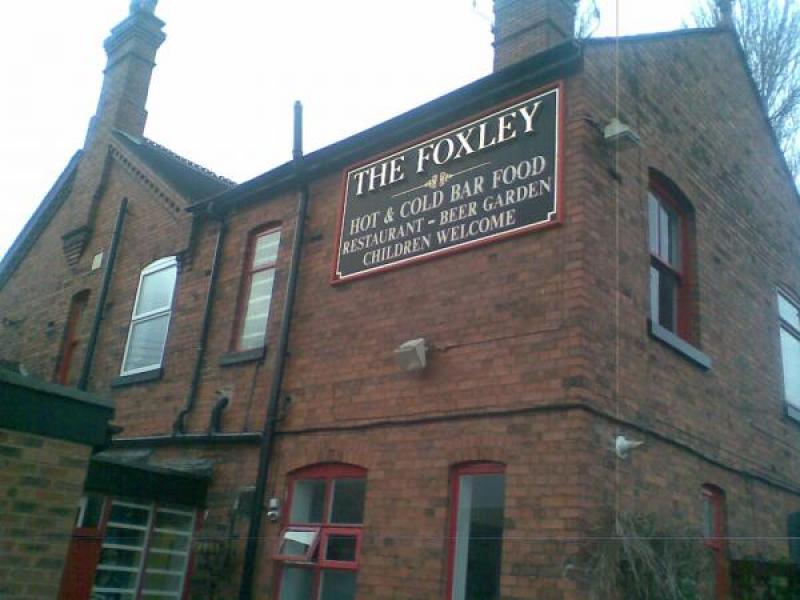 THE FOXLEY
HOT & COLD BAR FOOD
RESTAURANT - BEER GARDEN
CHILDREN WELCOME